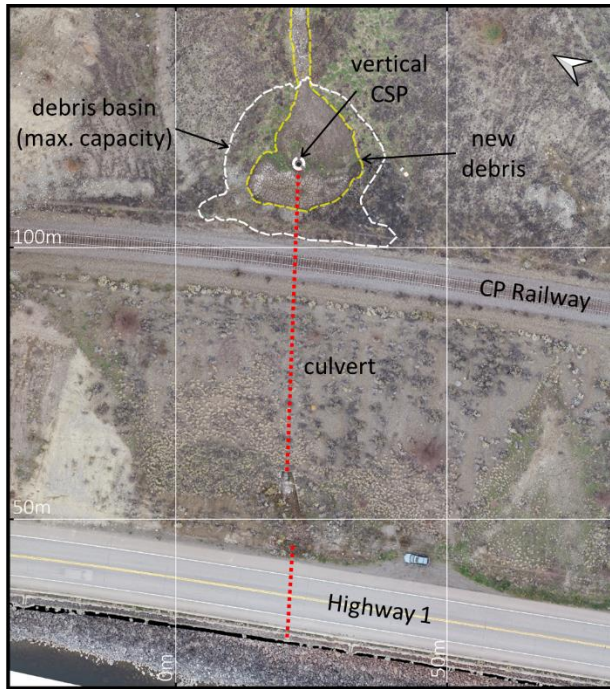 vertical
CSP
debris basin
(max. capacity)
new
debris
100m
CP Railway
culvert
50m
Highway 1
0m
50m